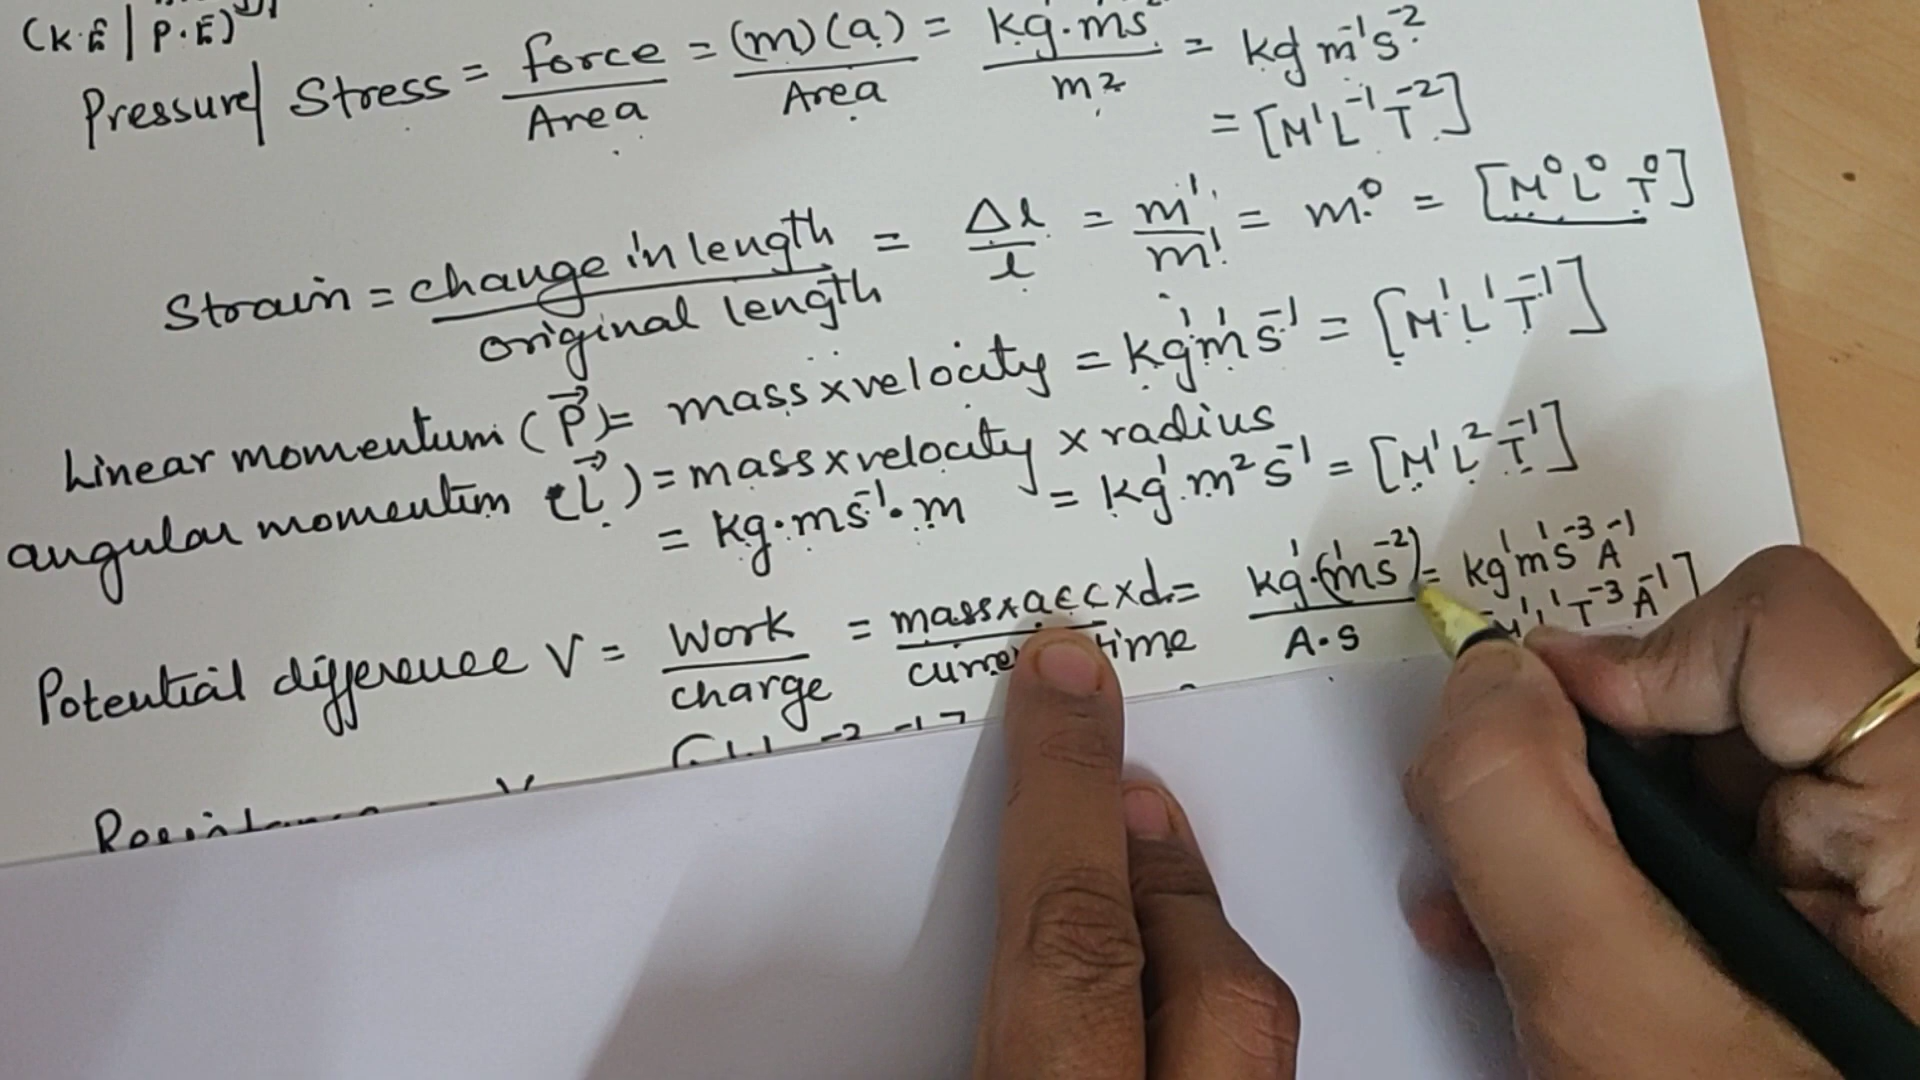 (K.E | P.E)
Pressure/ Stress = force/Area = (m)(a)/Area = kg.ms⁻²/m² = kg m⁻¹s⁻²
= [M¹L⁻¹T⁻²]
Strain = change in length/original length = Δl/l = m¹/m¹ = m⁰ = [M⁰L⁰T⁰]
Linear momentum (P⃗) = mass x velocity = kg¹m¹s⁻¹ = [M¹L¹T⁻¹]
angular momentum (L⃗) = mass x velocity x radius
= kg.ms⁻¹.m = kg¹.m²s⁻¹ = [M¹L²T⁻¹]
Potential difference V = Work/charge = mass x acc x d/ time = kg¹.(m¹s⁻²)/A.s = kg¹m¹s⁻³A⁻¹
L¹T⁻³A⁻¹]